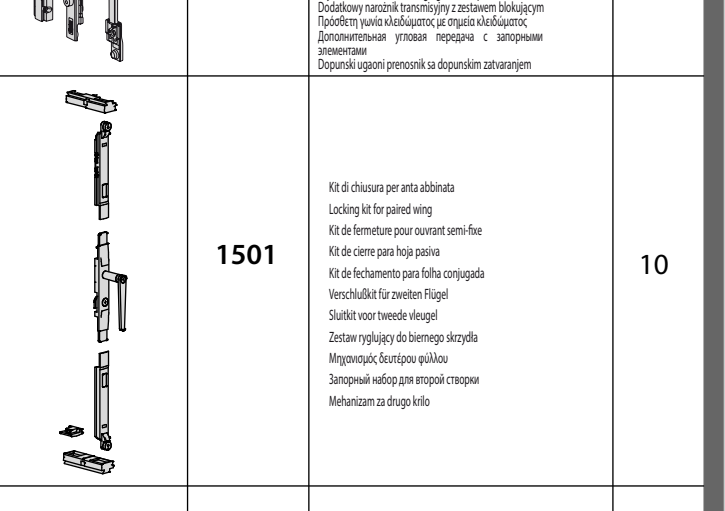 Dodatkowy narożnik transmisyjny z zestawem blokującym
Πρόσθετη γωνία κλειδώματος με σημεία κλειδώματος
Дополнительная угловая передача с запорными
элементами
Dopunski ugaoni prenosnik sa dopunskim zatvaranjem
1501
Kit di chiusura per anta abbinata
Locking kit for paired wing
Kit de fermeture pour ouvrant semi-fixe
Kit de cierre para hoja pasiva
Kit de fechamento para folha conjugada
Verschlußkit für zweiten Flügel
Sluitkit voor tweede vleugel
Zestaw ryglujący do biernego skrzydła
Μηχανισμός δευτέρου φύλλου
Запорный набор для второй створки
Mehanizam za drugo krilo
10